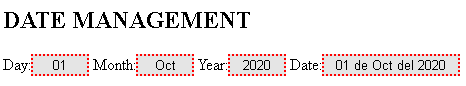 DATE MANAGEMENT
Day: 01 Month: Oct Year: 2020 Date: 01 de Oct del 2020